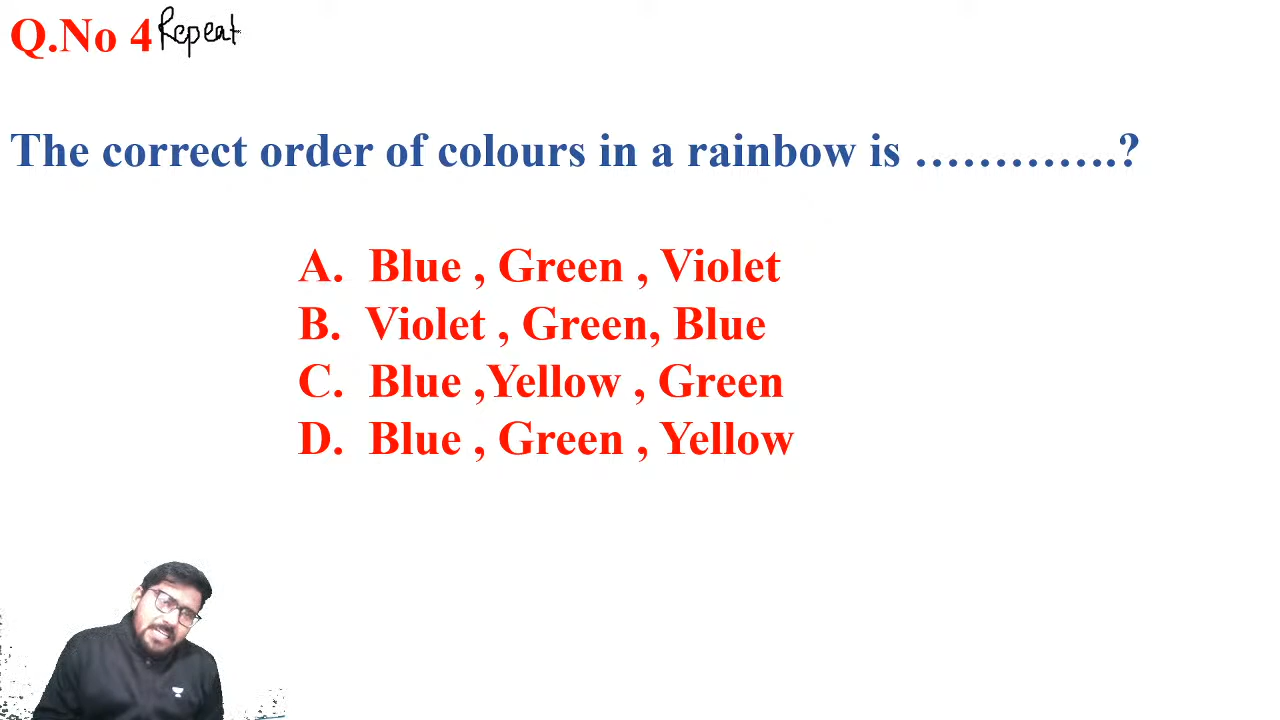 Q.No 4 Repeat
The correct order of colours in a rainbow is ………….?
A. Blue , Green , Violet
B. Violet , Green, Blue
C. Blue ,Yellow , Green
D. Blue , Green , Yellow